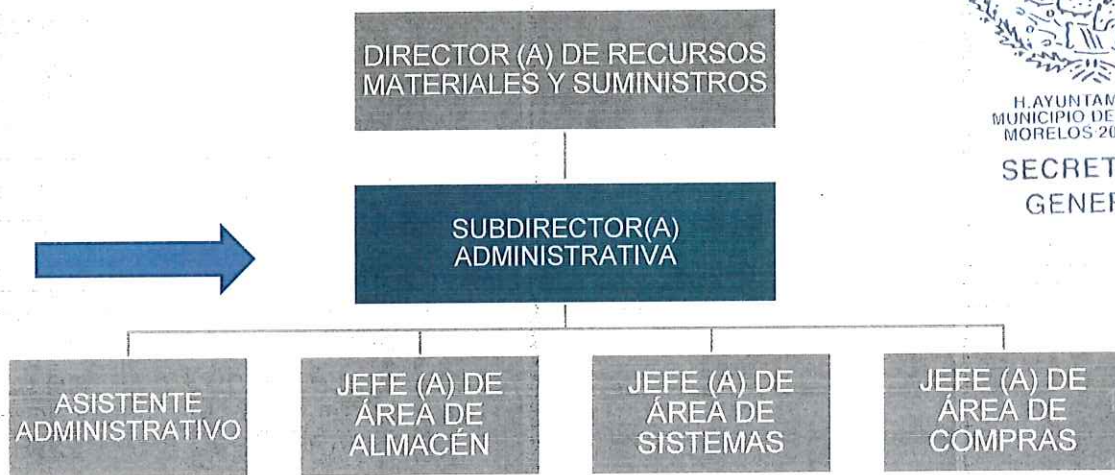 DIRECTOR (A) DE RECURSOS
MATERIALES Y SUMINISTROS
H.AYUNTAM
MUNICIPIO DE
MORELOS 20
SECRET
GENER
SUBDIRECTOR(A)
ADMINISTRATIVA
ASISTENTE
ADMINISTRATIVO
JEFE (A) DE
ÁREA DE
ALMACÉN
JEFE (A) DE
ÁREA DE
SISTEMAS
JEFE (A) DE
ÁREA DE
COMPRAS